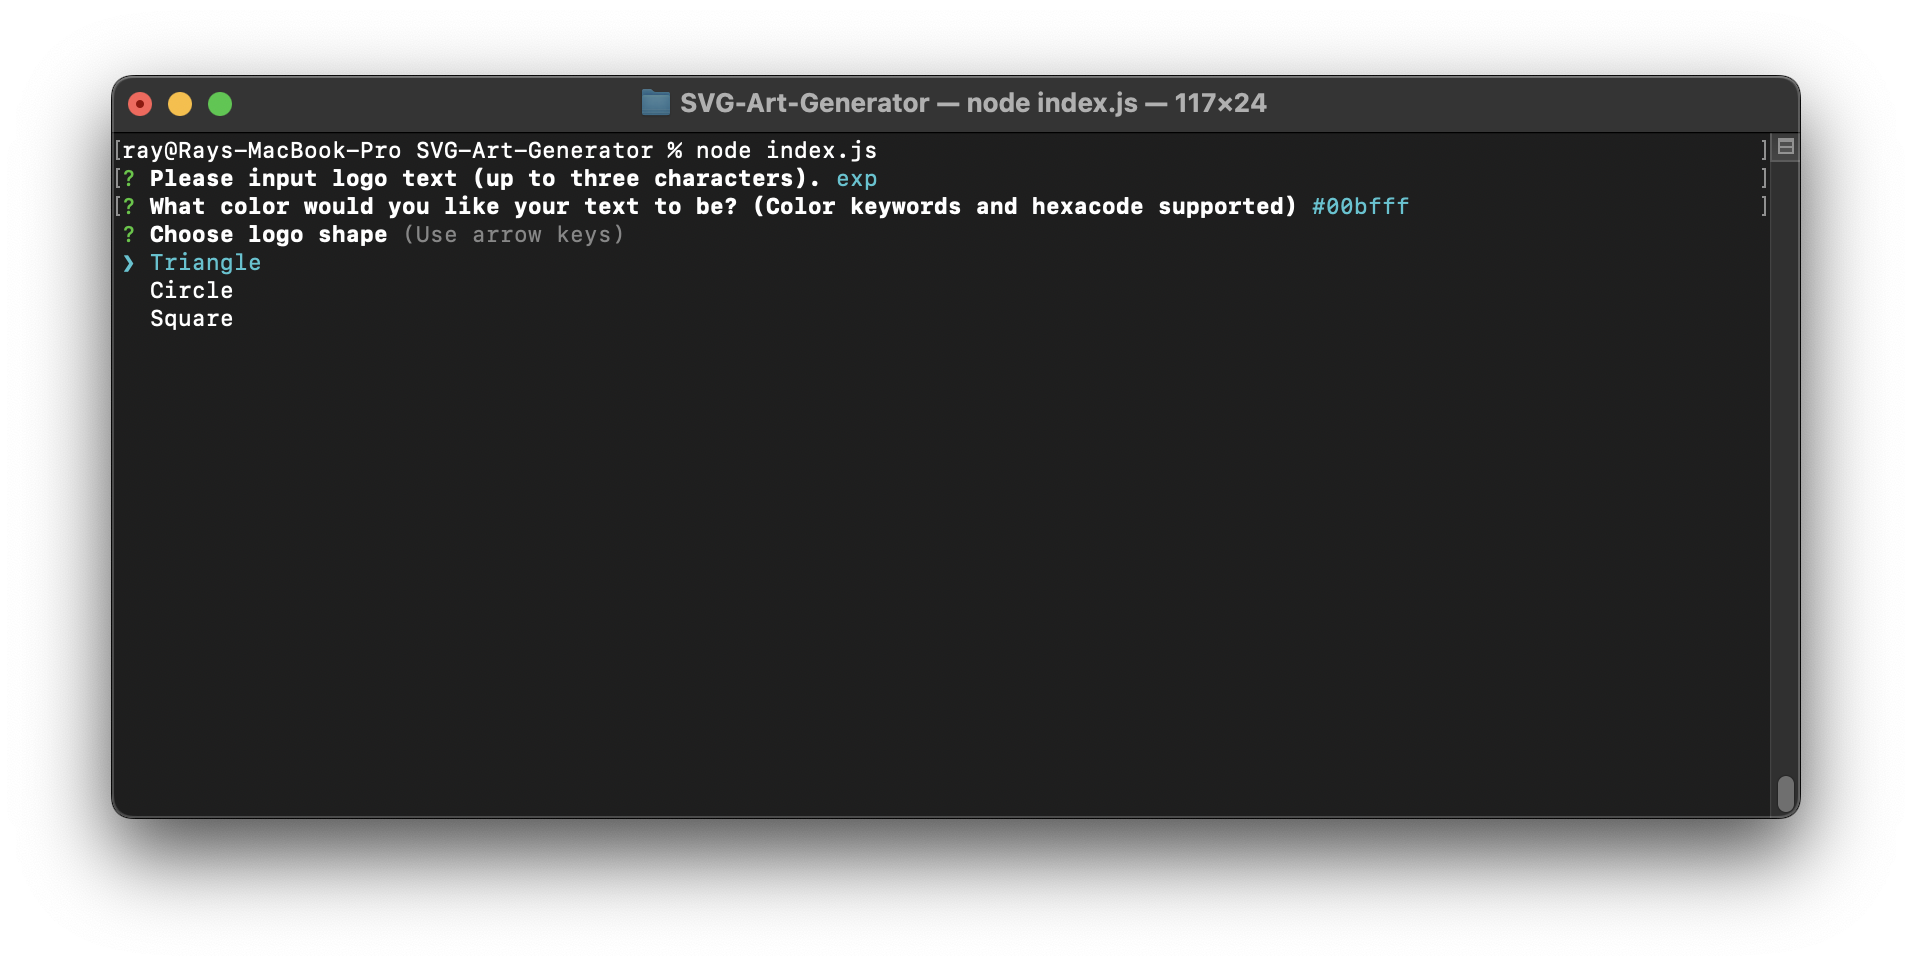 SVG-Art-Generator — node index.js — 117×24
[ray@Rays-MacBook-Pro SVG-Art-Generator % node index.js ]
[? Please input logo text (up to three characters). exp ]
[? What color would you like your text to be? (Color keywords and hexacode supported) #00bfff ]
? Choose logo shape (Use arrow keys)
❯ Triangle
Circle
Square